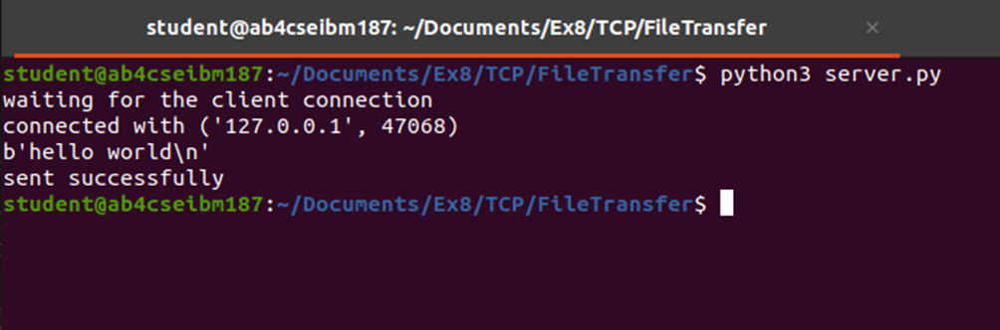 student@ab4cseibm187: ~/Documents/Ex8/TCP/FileTransfer ×
student@ab4cseibm187:~/Documents/Ex8/TCP/FileTransfer$ python3 server.py
waiting for the client connection
connected with ('127.0.0.1', 47068)
b'hello world\n'
sent successfully
student@ab4cseibm187:~/Documents/Ex8/TCP/FileTransfer$